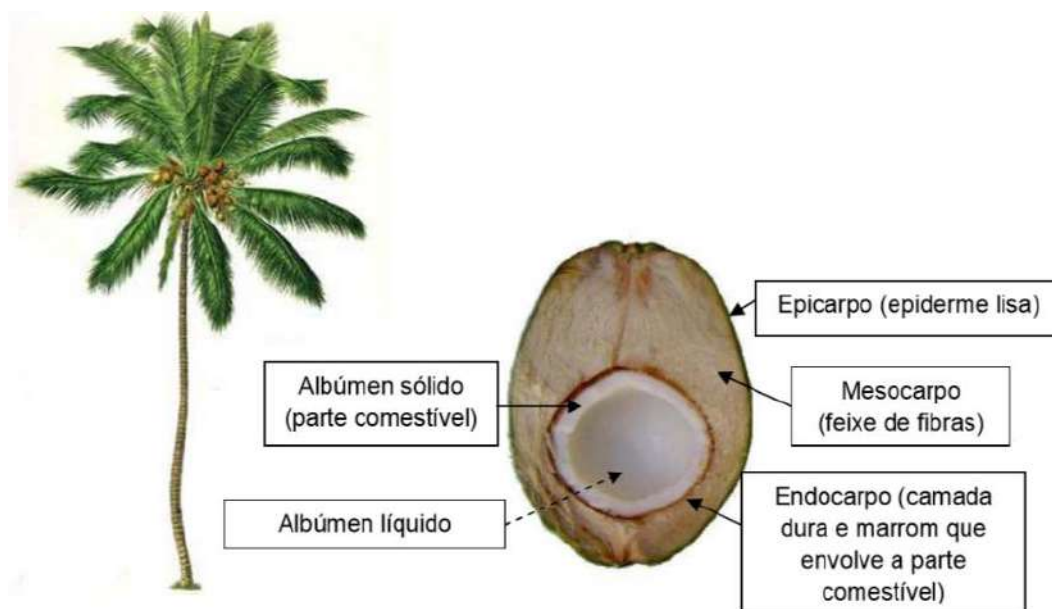 Epicarpo (epiderme lisa)
Albúmen sólido
(parte comestível)
Mesocarpo
(feixe de fibras)
Albúmen líquido
Endocarpo (camada
dura e marrom que
envolve a parte
comestível)